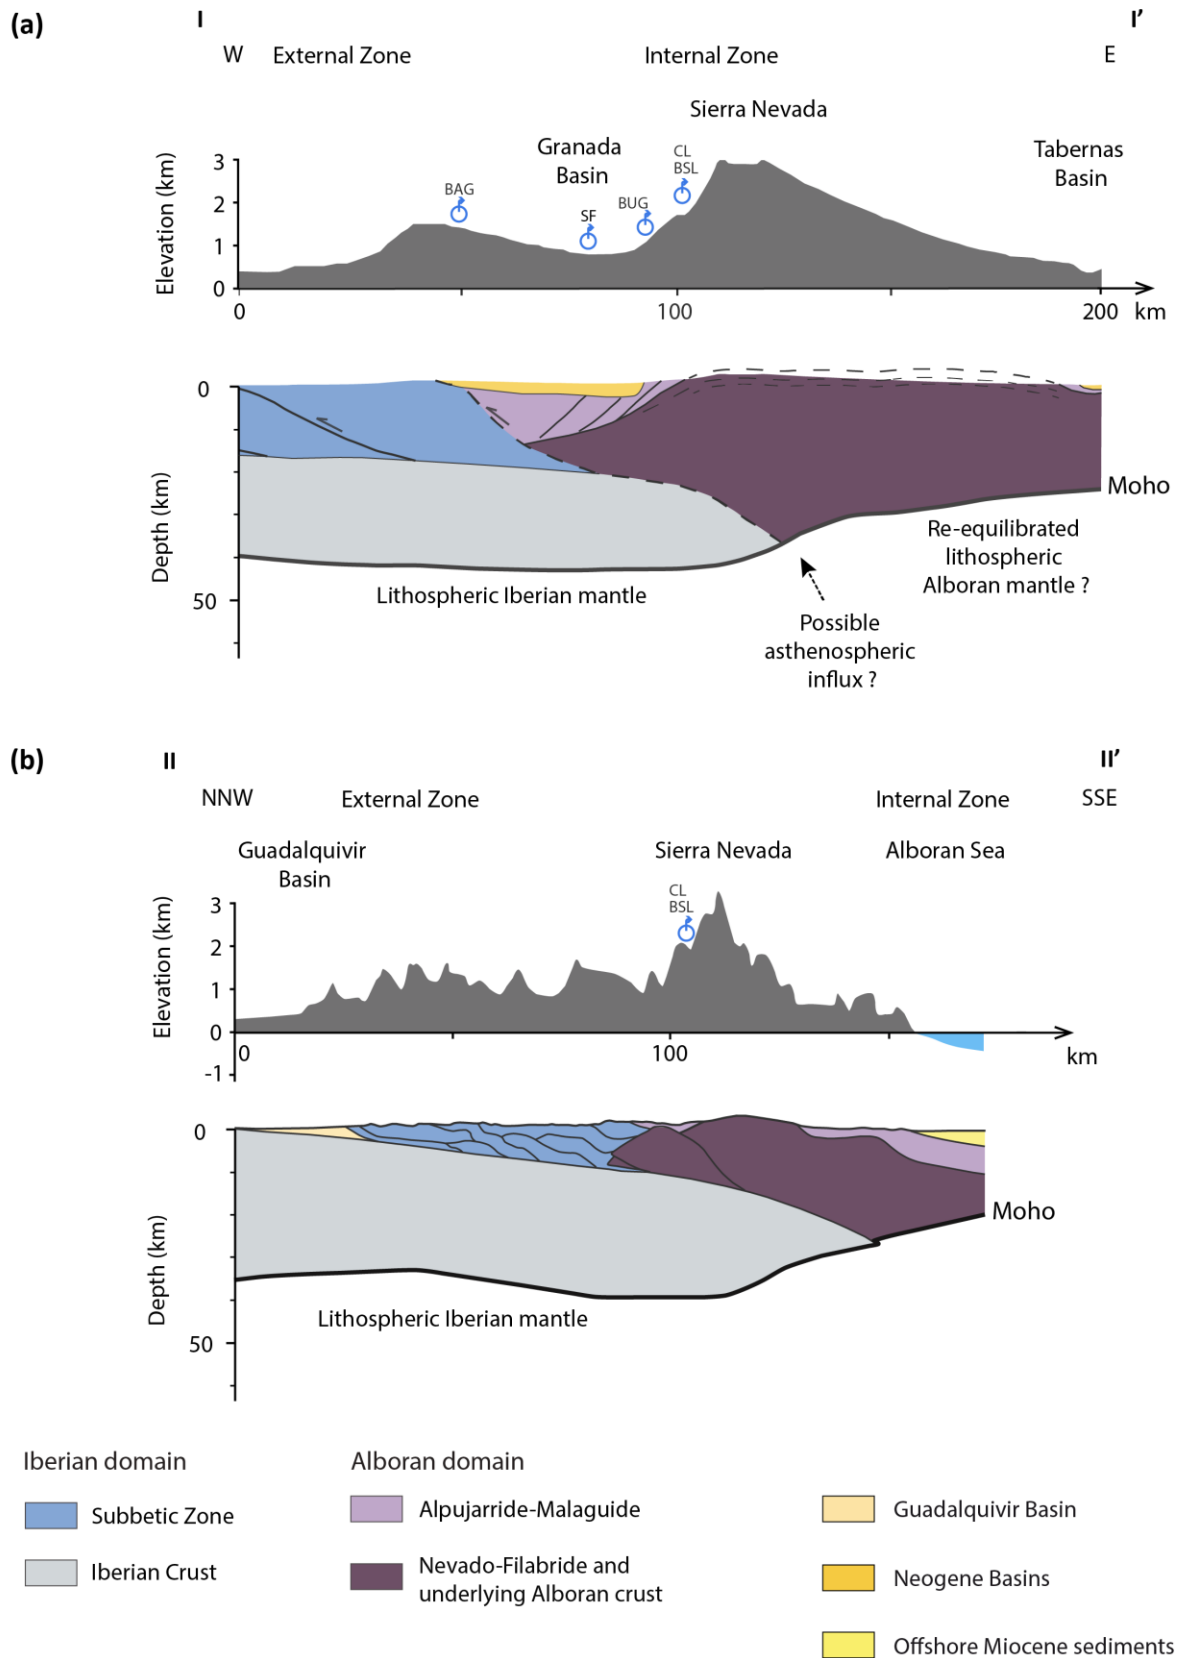 (a)
I
I’
W
External Zone
Internal Zone
E
Sierra Nevada
Granada
Basin
Tabernas
Basin
CL
BSL
BAG
BUG
SF
Elevation (km)
3
2
1
0
0
100
200
km
0
50
Depth (km)
Moho
Re-equilibrated
lithospheric
Alboran mantle ?
Lithospheric Iberian mantle
Possible
asthenospheric
influx ?
(b)
II
II’
NNW
External Zone
Internal Zone
SSE
Guadalquivir
Basin
Sierra Nevada
Alboran Sea
CL
BSL
Elevation (km)
3
2
1
0
-1
0
100
km
0
50
Depth (km)
Moho
Lithospheric Iberian mantle
Iberian domain
Subbetic Zone
Iberian Crust
Alboran domain
Alpujarride-Malaguide
Nevado-Filabride and
underlying Alboran crust
Guadalquivir Basin
Neogene Basins
Offshore Miocene sediments